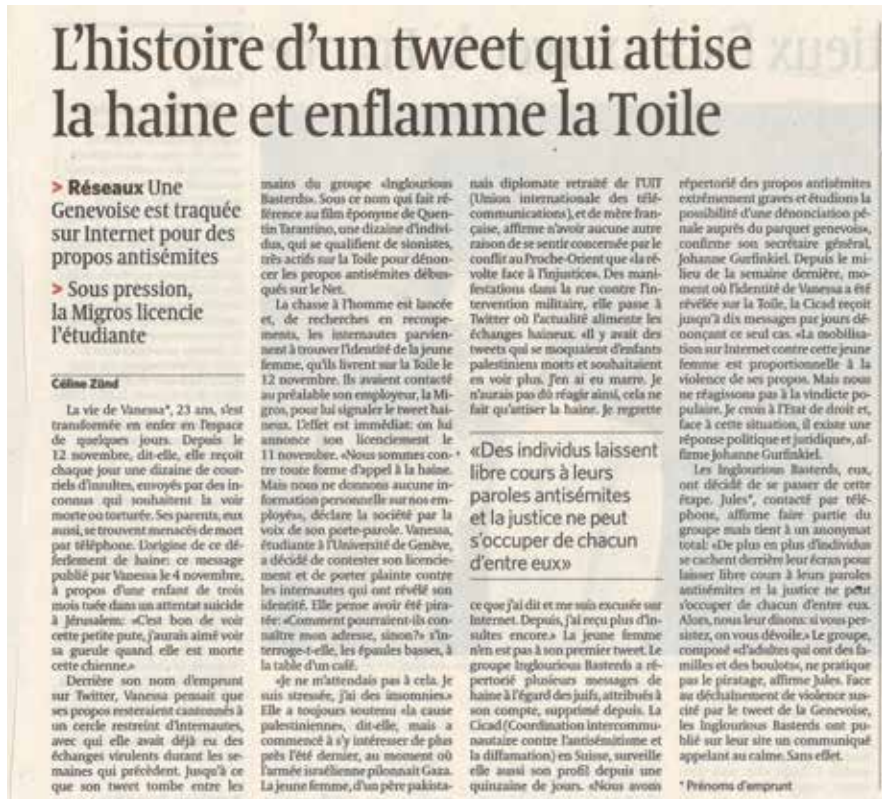 L'histoire d'un tweet qui attise
la haine et enflamme la Toile
> Réseaux Une
Genevoise est traquée
sur Internet pour des
propos antisémites
> Sous pression,
la Migros licencie
l'étudiante
Céline Zünd
La vie de Vanessa*, 23 ans, s'est
transformée en enfer en l'espace
de quelques jours. Depuis le
12 novembre, dit-elle, elle reçoit
chaque jour une dizaine de cour-
riels d'insultes, envoyés par des in-
connus qui souhaitent la voir
morte ou torturée. Ses parents, eux
aussi, se trouvent menacés de mort
par téléphone. L'origine de ce dé-
ferlement de haine: ce message
publié par Vanessa le 4 novembre,
à propos d'une enfant de trois
mois tuée dans un attentat suicide
à Jérusalem: «C'est bon de voir
cette petite pute, j'aurais aimé voir
sa gueule quand elle est morte
cette chienne.»
Derrière son nom d'emprunt
sur Twitter, Vanessa pensait que
ses propos resteraient cantonnés à
un cercle restreint d'internautes,
avec qui elle avait déjà eu des
échanges virulents durant les se-
maines qui précèdent. Jusqu'à ce
que son tweet tombe entre les
mains du groupe «Inglourious
Basterds». Sous ce nom qui fait ré-
férence au film éponyme de Quen-
tin Tarantino, une dizaine d'indivi-
dus, qui se qualifient de sionistes,
très actifs sur la Toile pour dénon-
cer les propos antisémites débus-
qués sur le Net.
La chasse à l'homme est lancée
et, de recherches en recoupe-
ments, les internautes parvien-
nent à trouver l'identité de la jeune
femme, qu'ils livrent sur la Toile le
12 novembre. Ils avaient contacté
au préalable son employeur, la Mi-
gros, pour lui signaler le tweet hai-
neux. L'effet est immédiat: on lui
annonce son licenciement le
11 novembre. «Nous sommes con-
tre toute forme d'appel à la haine.
Mais nous ne donnons aucune in-
formation personnelle sur nos em-
ployés», déclare la société par la
voix de son porte-parole. Vanessa,
étudiante à l'Université de Genève,
a décidé de contester son licencie-
ment et de porter plainte contre
les internautes qui ont révélé son
identité. Elle pense avoir été pira-
tée: «Comment pourraient-ils con-
naître mon adresse, sinon?» s'in-
terroge-t-elle, les épaules basses, à
la table d'un café.
«Je ne m'attendais pas à cela. Je
suis stressée, j'ai des insomnies.»
Elle a toujours soutenu «la cause
palestinienne», dit-elle, mais a
commencé à s'y intéresser de plus
près l'été dernier, au moment où
l'armée israélienne pilonnait Gaza.
La jeune femme, d'un père pakista-
nais diplomate retraité de l'UIT
(Union internationale des télé-
communications), et de mère fran-
çaise, affirme n'avoir aucune autre
raison de se sentir concernée par le
conflit au Proche-Orient que «la ré-
volte face à l'injustice». Des mani-
festations dans la rue contre l'in-
tervention militaire, elle passe à
Twitter où l'actualité alimente les
échanges haineux. «Il y avait des
tweets qui se moquaient d'enfants
palestiniens morts et souhaitaient
en voir plus. J'en ai eu marre. Je
n'aurais pas dû réagir ainsi, cela ne
fait qu'attiser la haine. Je regrette
«Des individus laissent
libre cours à leurs
paroles antisémites
et la justice ne peut
s'occuper de chacun
d'entre eux»
ce que j'ai dit et me suis excusée sur
Internet. Depuis, j'ai reçu plus d'in-
sultes encore.» La jeune femme
n'en est pas à son premier tweet. Le
groupe Inglourious Basterds a ré-
pertorié plusieurs messages de
haine à l'égard des juifs, attribués à
son compte, supprimé depuis. La
Cicad (Coordination intercommu-
nautaire contre l'antisémitisme et
la diffamation) en Suisse, surveille
elle aussi son profil depuis une
quinzaine de jours. «Nous avons
répertorié des propos antisémites
extrêmement graves et étudions la
possibilité d'une dénonciation pé-
nale auprès du parquet genevois»,
confirme son secrétaire général,
Johanne Gurfinkiel. Depuis le mi-
lieu de la semaine dernière, mo-
ment où l'identité de Vanessa a été
révélée sur la Toile, la Cicad reçoit
jusqu'à dix messages par jours dé-
nonçant ce seul cas. «La mobilisa-
tion sur Internet contre cette jeune
femme est proportionnelle à la
violence de ses propos. Mais nous
ne réagissons pas à la vindicte po-
pulaire. Je crois à l'Etat de droit et,
face à cette situation, il existe une
réponse politique et juridique», af-
firme Johanne Gurfinkiel.
Les Inglourious Basterds, eux,
ont décidé de se passer de cette
étape. Jules*, contacté par télé-
phone, affirme faire partie du
groupe mais tient à un anonymat
total: «De plus en plus d'individus
se cachent derrière leur écran pour
laisser libre cours à leurs paroles
antisémites et la justice ne peut
s'occuper de chacun d'entre eux.
Alors, nous leur disons: si vous per-
sistez, on vous dévoile.» Le groupe,
composé «d'adultes qui ont des fa-
milles et des boulots», ne pratique
pas le piratage, affirme Jules. Face
au déchaînement de violence sus-
cité par le tweet de la Genevoise,
les Inglourious Basterds ont pu-
blié sur leur site un communiqué
appelant au calme. Sans effet.
* Prénoms d'emprunt